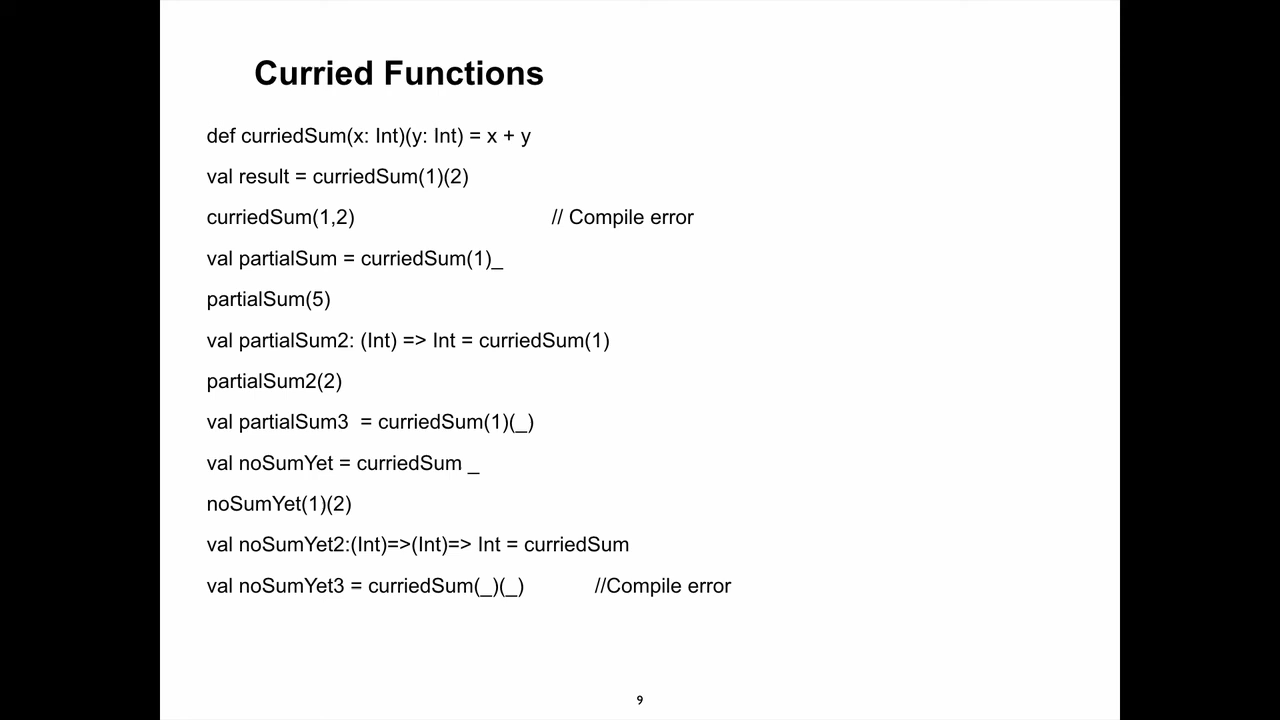 Curried Functions
def curriedSum(x: Int)(y: Int) = x + y
val result = curriedSum(1)(2)
curriedSum(1,2) // Compile error
val partialSum = curriedSum(1)_
partialSum(5)
val partialSum2: (Int) => Int = curriedSum(1)
partialSum2(2)
val partialSum3  = curriedSum(1)(_)
val noSumYet = curriedSum _
noSumYet(1)(2)
val noSumYet2:(Int)=>(Int)=> Int = curriedSum
val noSumYet3 = curriedSum(_)(_) //Compile error
9